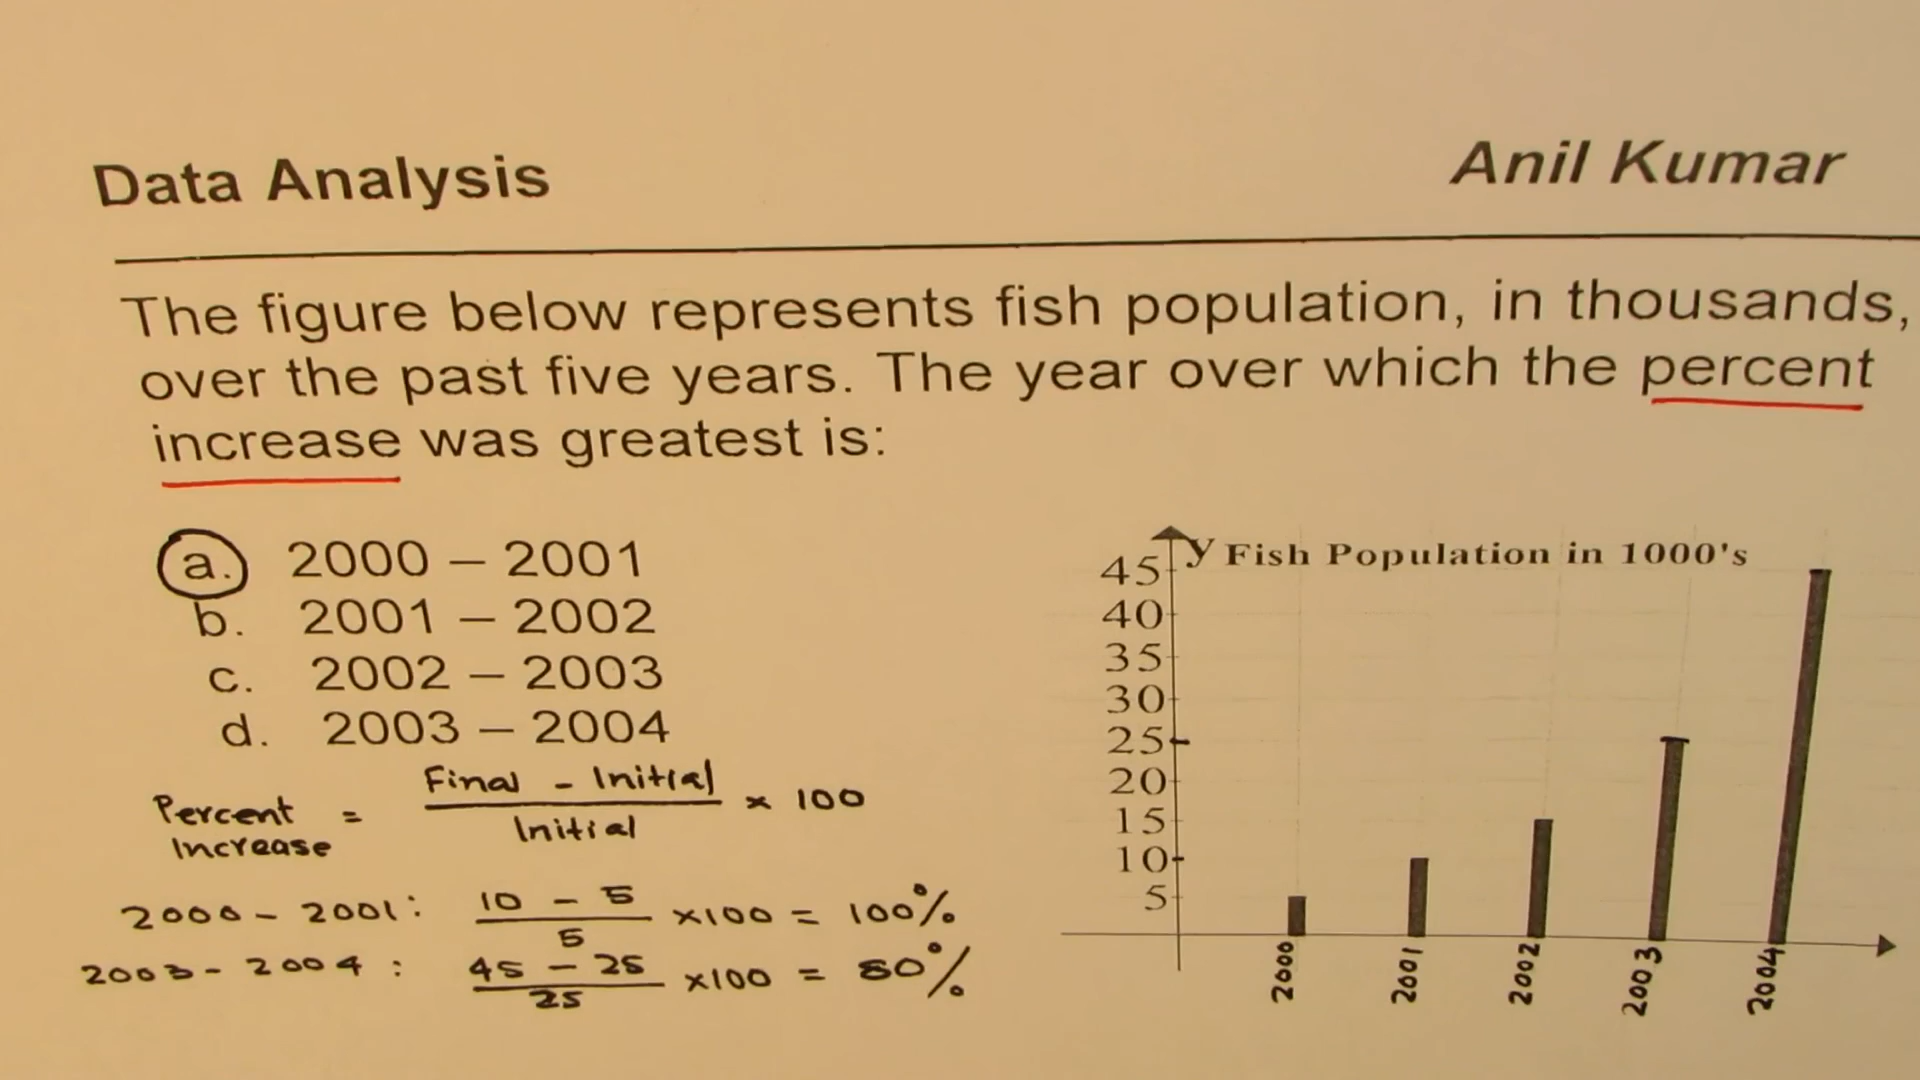 Data Analysis
Anil Kumar
The figure below represents fish population, in thousands,
over the past five years. The year over which the percent
increase was greatest is:
a. 2000 – 2001
b. 2001 – 2002
c. 2002 – 2003
d. 2003 – 2004
Percent Increase = Final - Initial / Initial × 100
2000 - 2001 : 10 - 5 / 5 ×100 = 100%
2003 - 2004 : 45 - 25 / 25 ×100 = 80%
y Fish Population in 1000's
45
40
35
30
25
20
15
10
5
2000 2001 2002 2003 2004